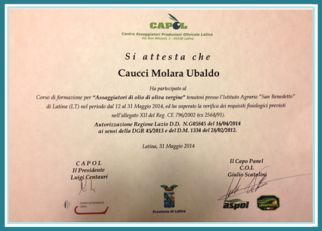 CAPOL
Centro Assaggiatori Produzioni Olivicole Latina
Si attesta che
Caucci Molara Ubaldo
Ha partecipato al
Corso di formazione per "Assaggiatori di olio di oliva vergine" tenutosi presso l'Istituto Agrario "San Benedetto"
di Latina (LT) nel periodo dal 12 al 31 Maggio 2014, ed ha superato la verifica dei requisiti fisiologici previsti
nell'allegato XII del Reg. CE 796/2002 (ex 2568/91).
Autorizzazione Regione Lazio D.D. N.G05845 del 16/04/2014
ai sensi della DGR 45/2013 e del D.M. 1334 del 28/02/2012.
Latina, 31 Maggio 2014
CAPOL
Il Presidente
Luigi Centauri
Il Capo Panel
C.O.I.
Giulio Scatolini
Provincia di Latina
aspol